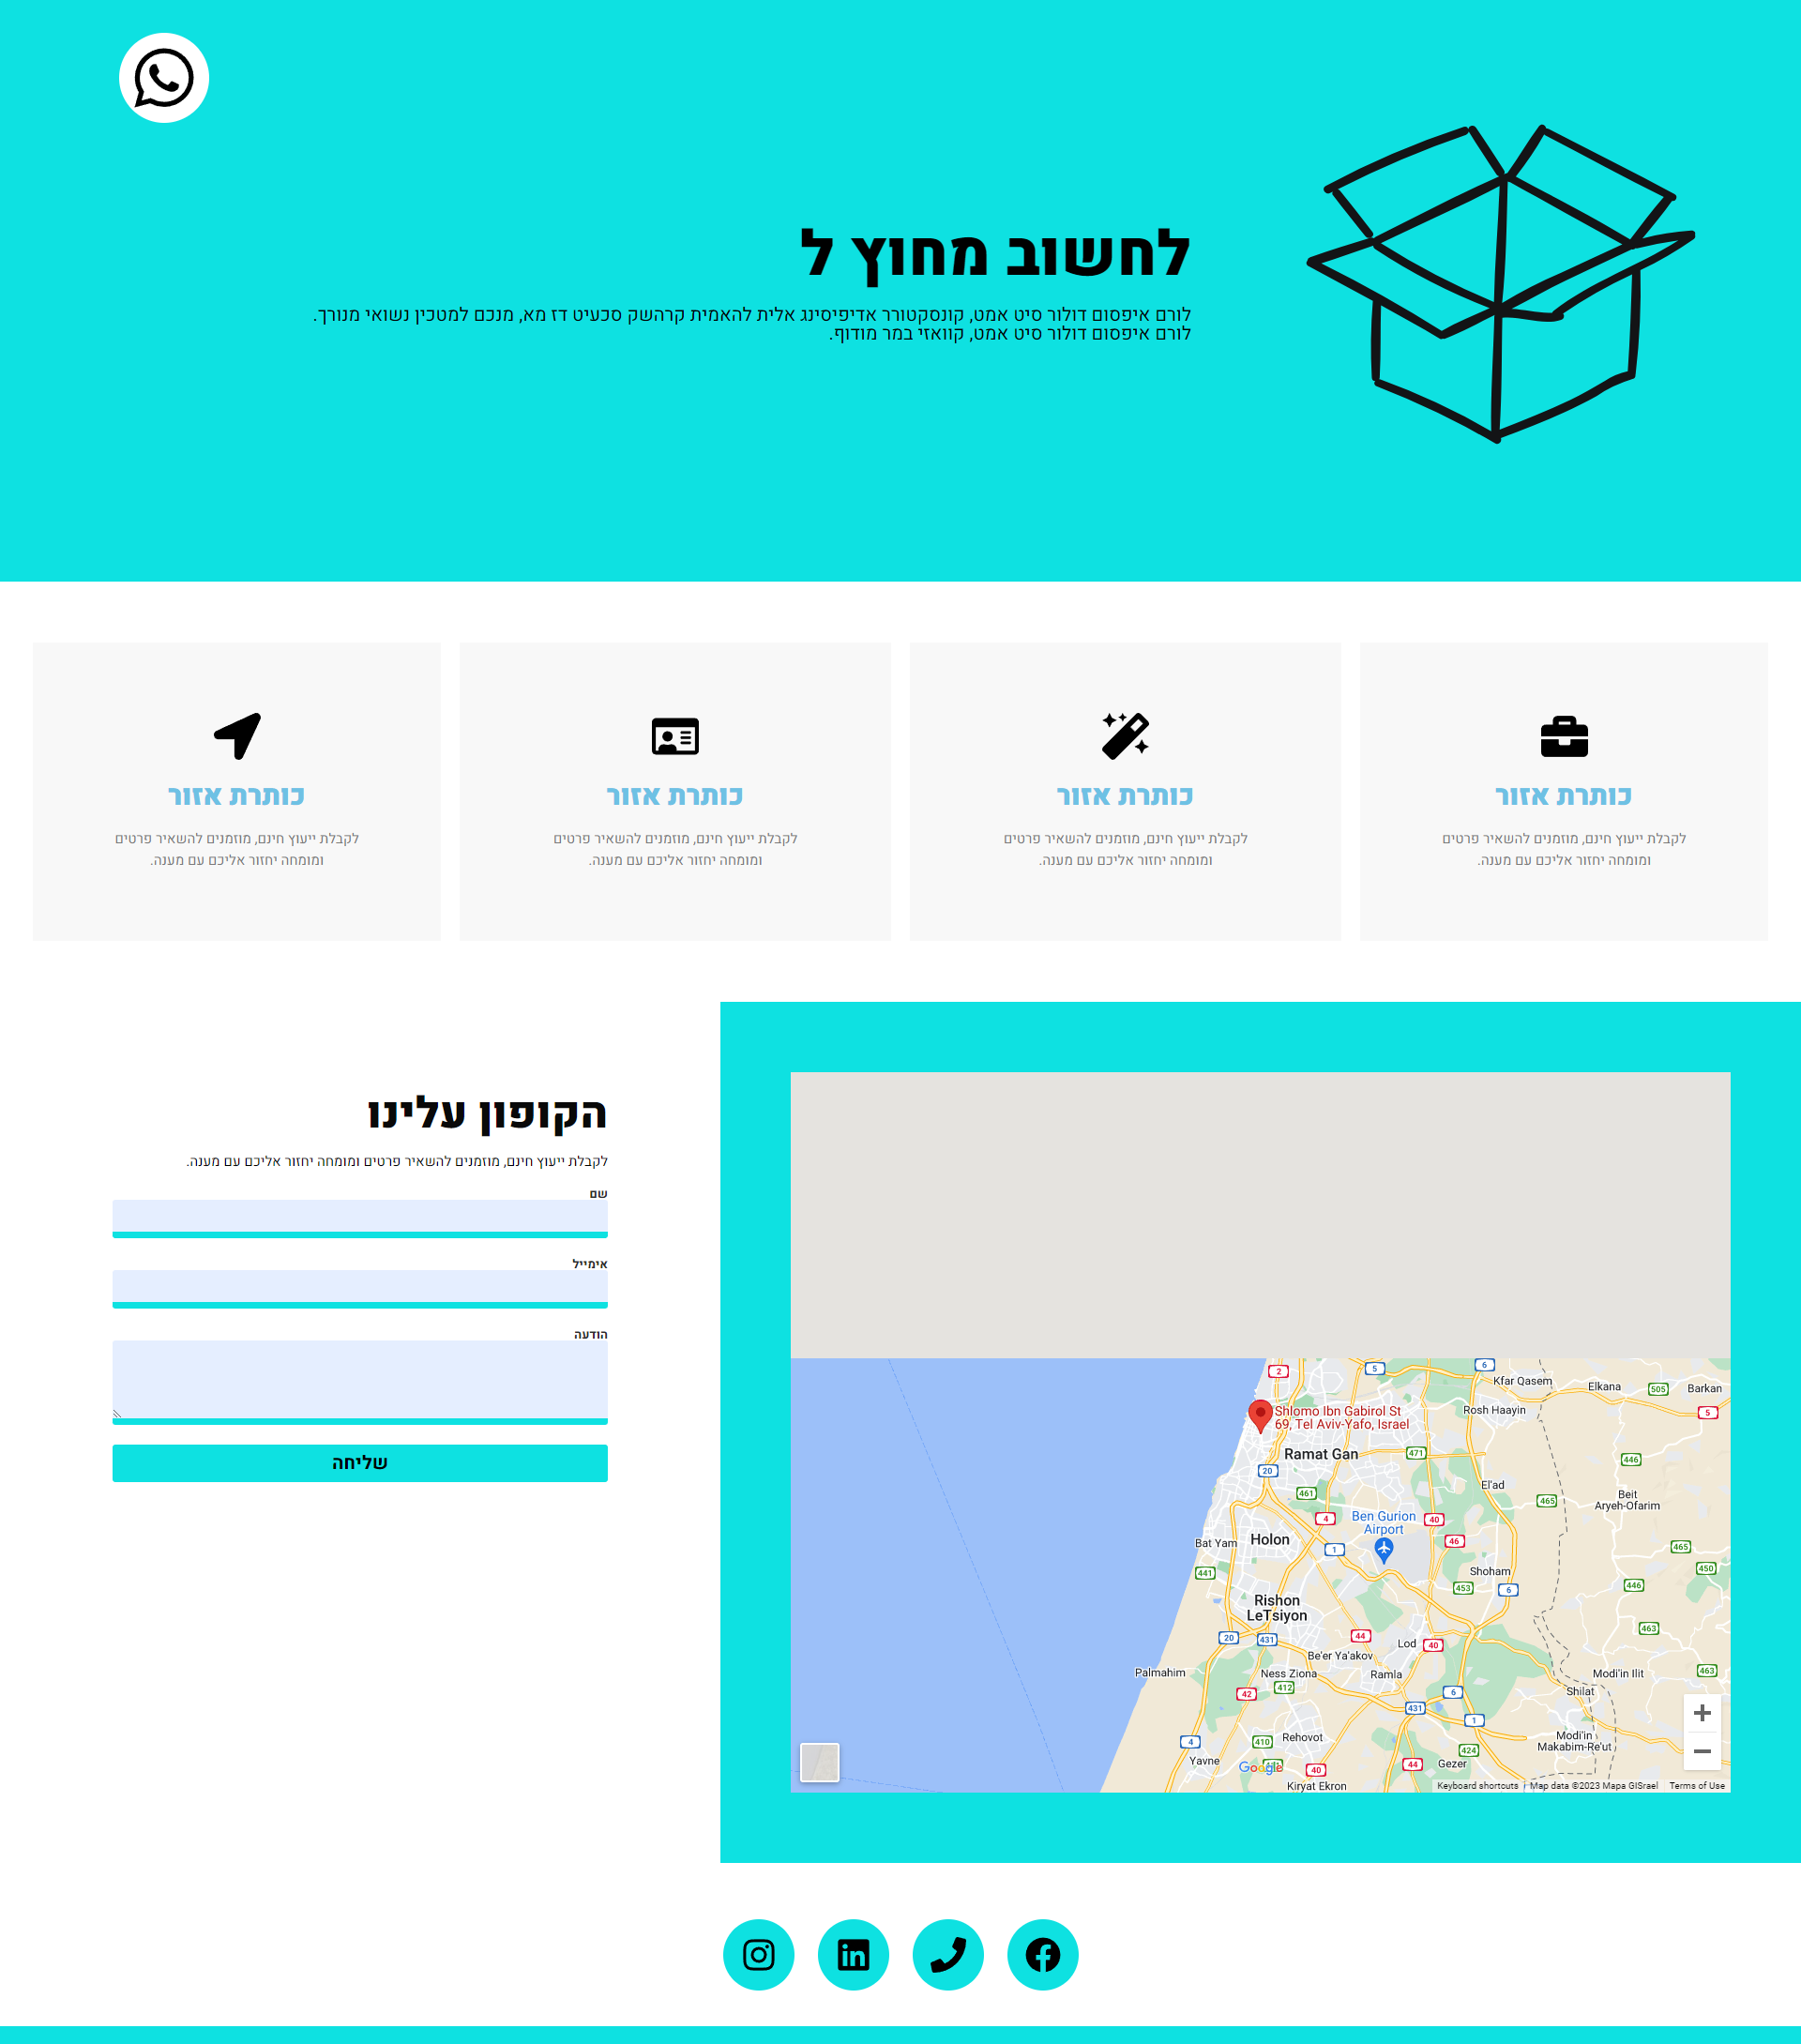 לחשוב מחוץ ל
לורם איפסום דולור סיט אמט, קונסקטורר אדיפיסינג אלית להאמית קרהשק סכעיט דז מא, מנכם למטכין נשואי מנורך.
לורם איפסום דולור סיט אמט, קוואזי במר מודוף.
כותרת אזור
לקבלת ייעוץ חינם, מוזמנים להשאיר פרטים
ומומחה יחזור אליכם עם מענה.
כותרת אזור
לקבלת ייעוץ חינם, מוזמנים להשאיר פרטים
ומומחה יחזור אליכם עם מענה.
כותרת אזור
לקבלת ייעוץ חינם, מוזמנים להשאיר פרטים
ומומחה יחזור אליכם עם מענה.
כותרת אזור
לקבלת ייעוץ חינם, מוזמנים להשאיר פרטים
ומומחה יחזור אליכם עם מענה.
2
5
6
Kfar Qasem
Elkana
505
Barkan
Shlomo Ibn Gabirol St
69, Tel Aviv-Yafo, Israel
Rosh Haayin
5
Ramat Gan
471
446
20
El'ad
461
465
Beit
Aryeh-Ofarim
4
Ben Gurion
Airport
40
Bat Yam
Holon
1
46
465
441
Shoham
450
453
6
446
Rishon
LeTsiyon
463
20
431
44
Lod
40
Be'er Ya'akov
Palmahim
Ness Ziona
Ramla
Modi'in Ilit
463
42
412
6
Shilat
431
1
4
410
Rehovot
Modi'in
Makabim-Re'ut
Yavne
424
Google
40
44
Gezer
Kiryat Ekron
Keyboard shortcuts
Map data ©2023 Mapa GISrael
Terms of Use
הקופון עלינו
לקבלת ייעוץ חינם, מוזמנים להשאיר פרטים ומומחה יחזור אליכם עם מענה.
שם
אימייל
הודעה
שליחה